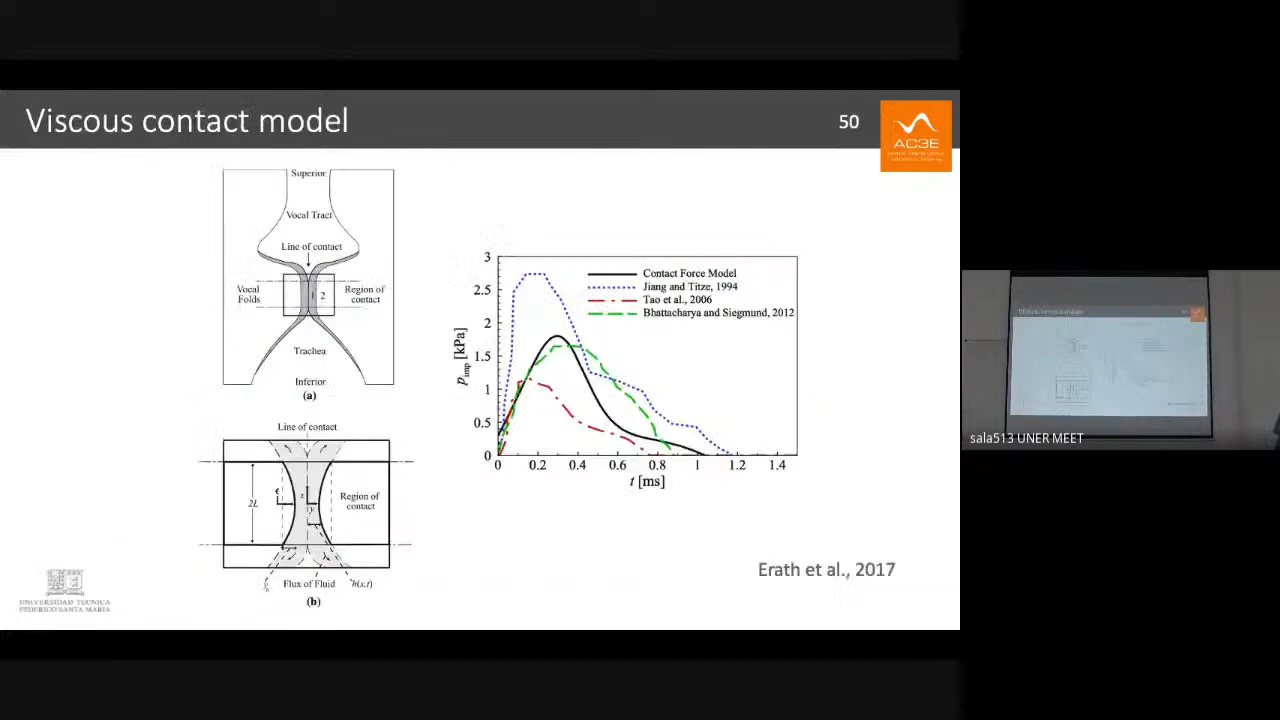 Viscous contact model
50
AC3E
Superior
Vocal Tract
Line of contact
Vocal
Folds
1 2
Region of
contact
Trachea
Inferior
(a)
Line of contact
2L
ϵ
x
y
Region of
contact
Flux of Fluid
h(x,t)
(b)
3
2.5
2
1.5
1
0.5
0
p_imp [kPa]
Contact Force Model
Jiang and Titze, 1994
Tao et al., 2006
Bhattacharya and Siegmund, 2012
0 0.2 0.4 0.6 0.8 1 1.2 1.4
t [ms]
Erath et al., 2017
UNIVERSIDAD TECNICA
FEDERICO SANTA MARIA
sala513 UNER MEET